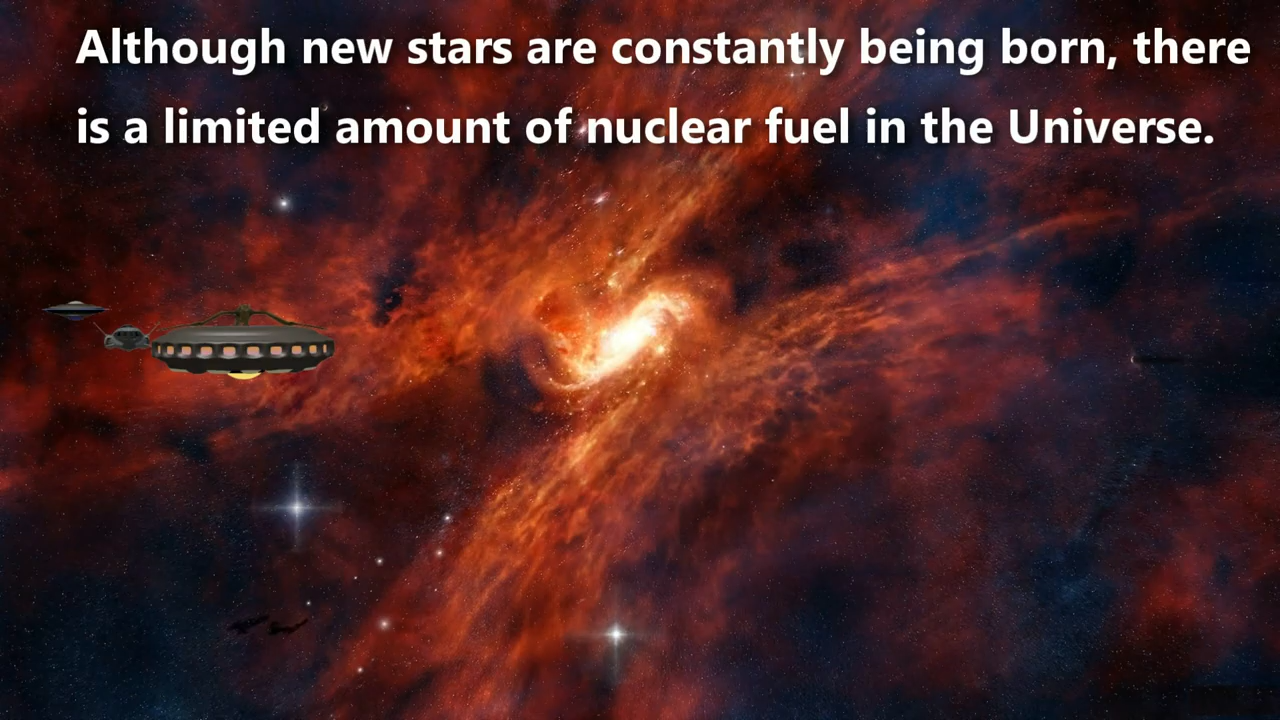 Although new stars are constantly being born, there
is a limited amount of nuclear fuel in the Universe.